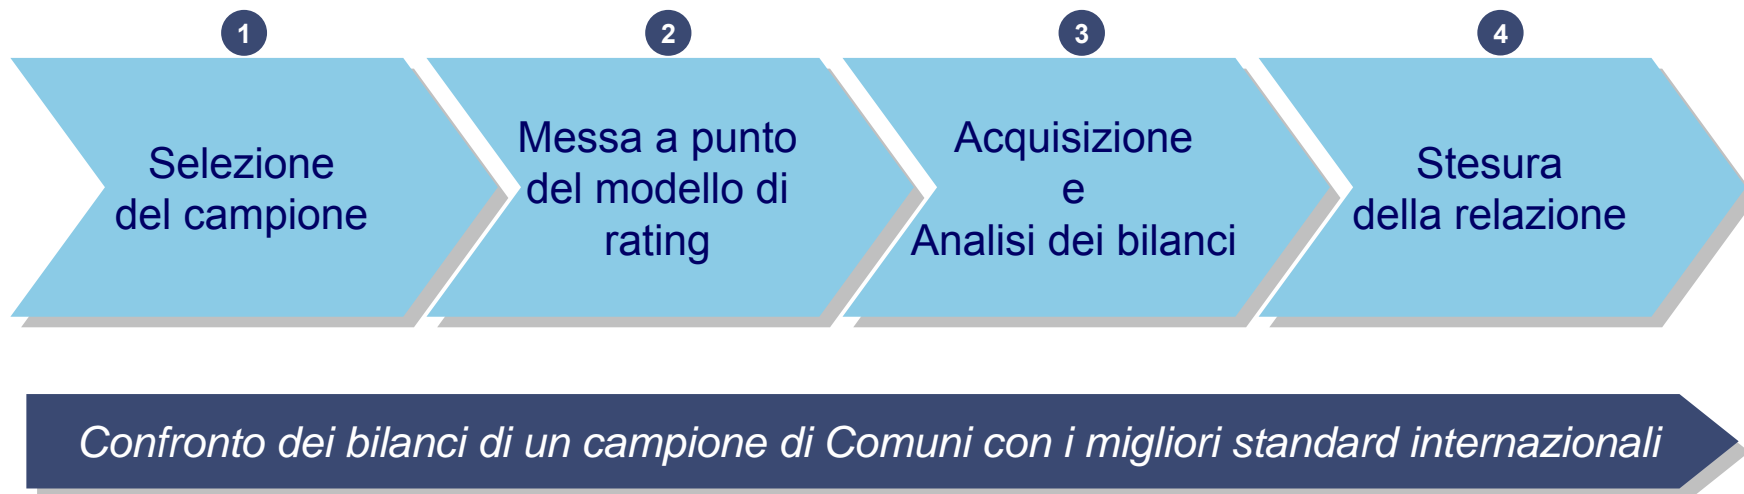 1
Selezione
del campione
2
Messa a punto
del modello di
rating
3
Acquisizione
e
Analisi dei bilanci
4
Stesura
della relazione
Confronto dei bilanci di un campione di Comuni con i migliori standard internazionali